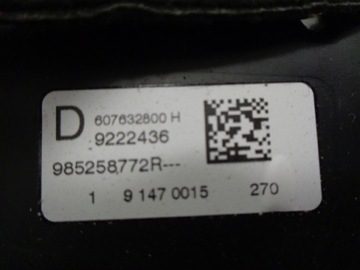 D 607632800 H
9222436
985258772R---
1 9 147 0015 270